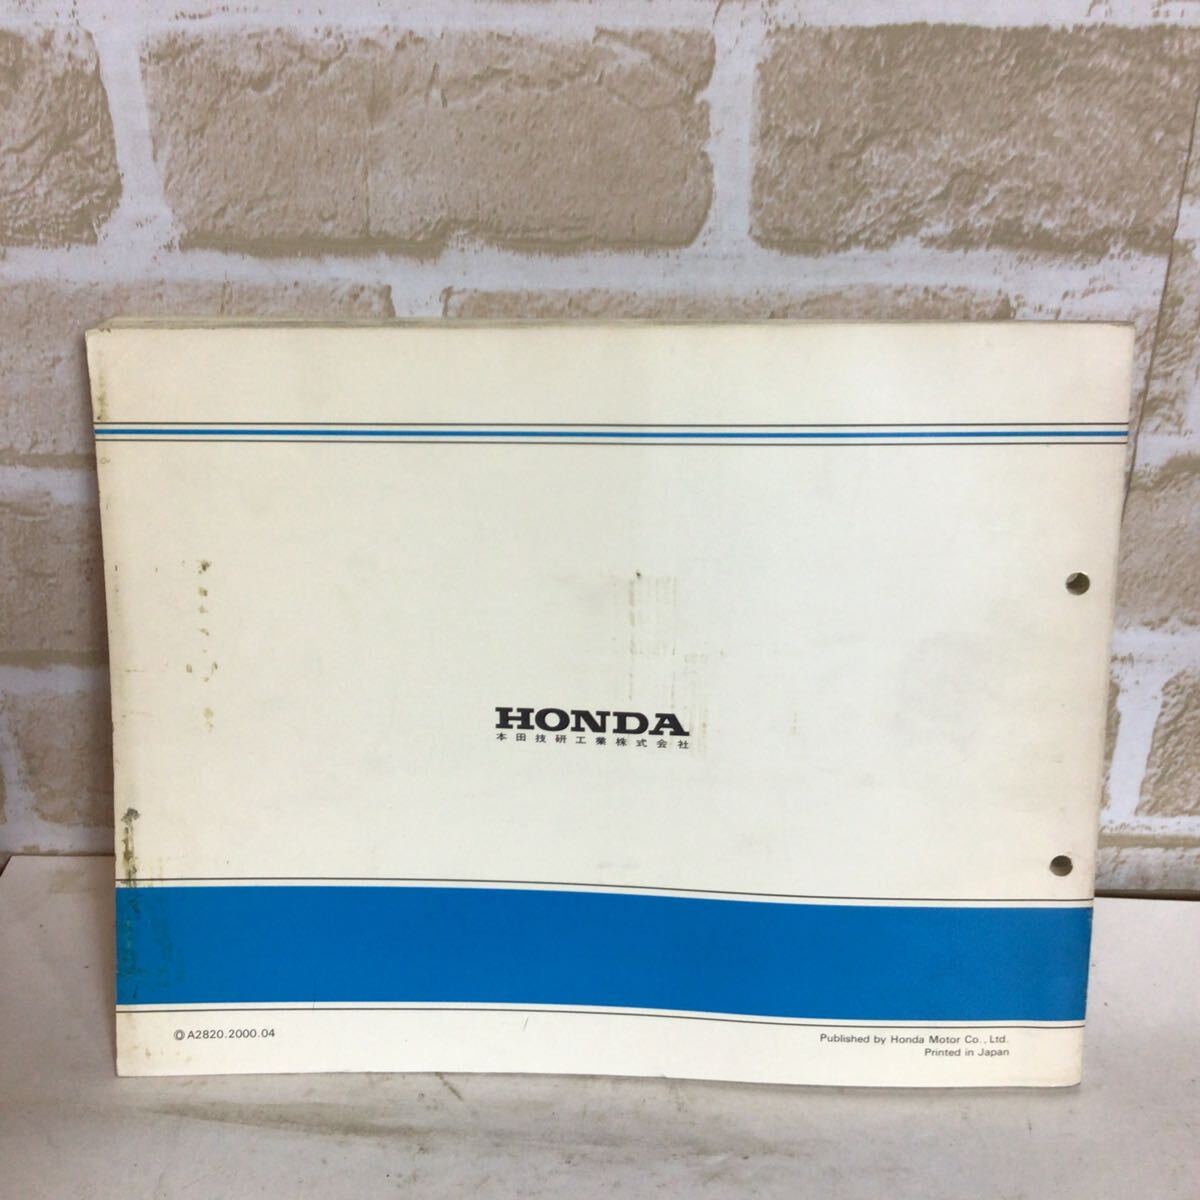 HONDA
本田技研工業株式会社
ⒸA2820.2000.04
Published by Honda Motor Co., Ltd.
Printed in Japan